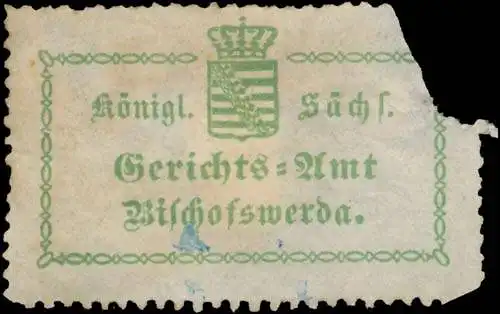 Königl. Sächs.
Gerichts-Amt
Bischofswerda.